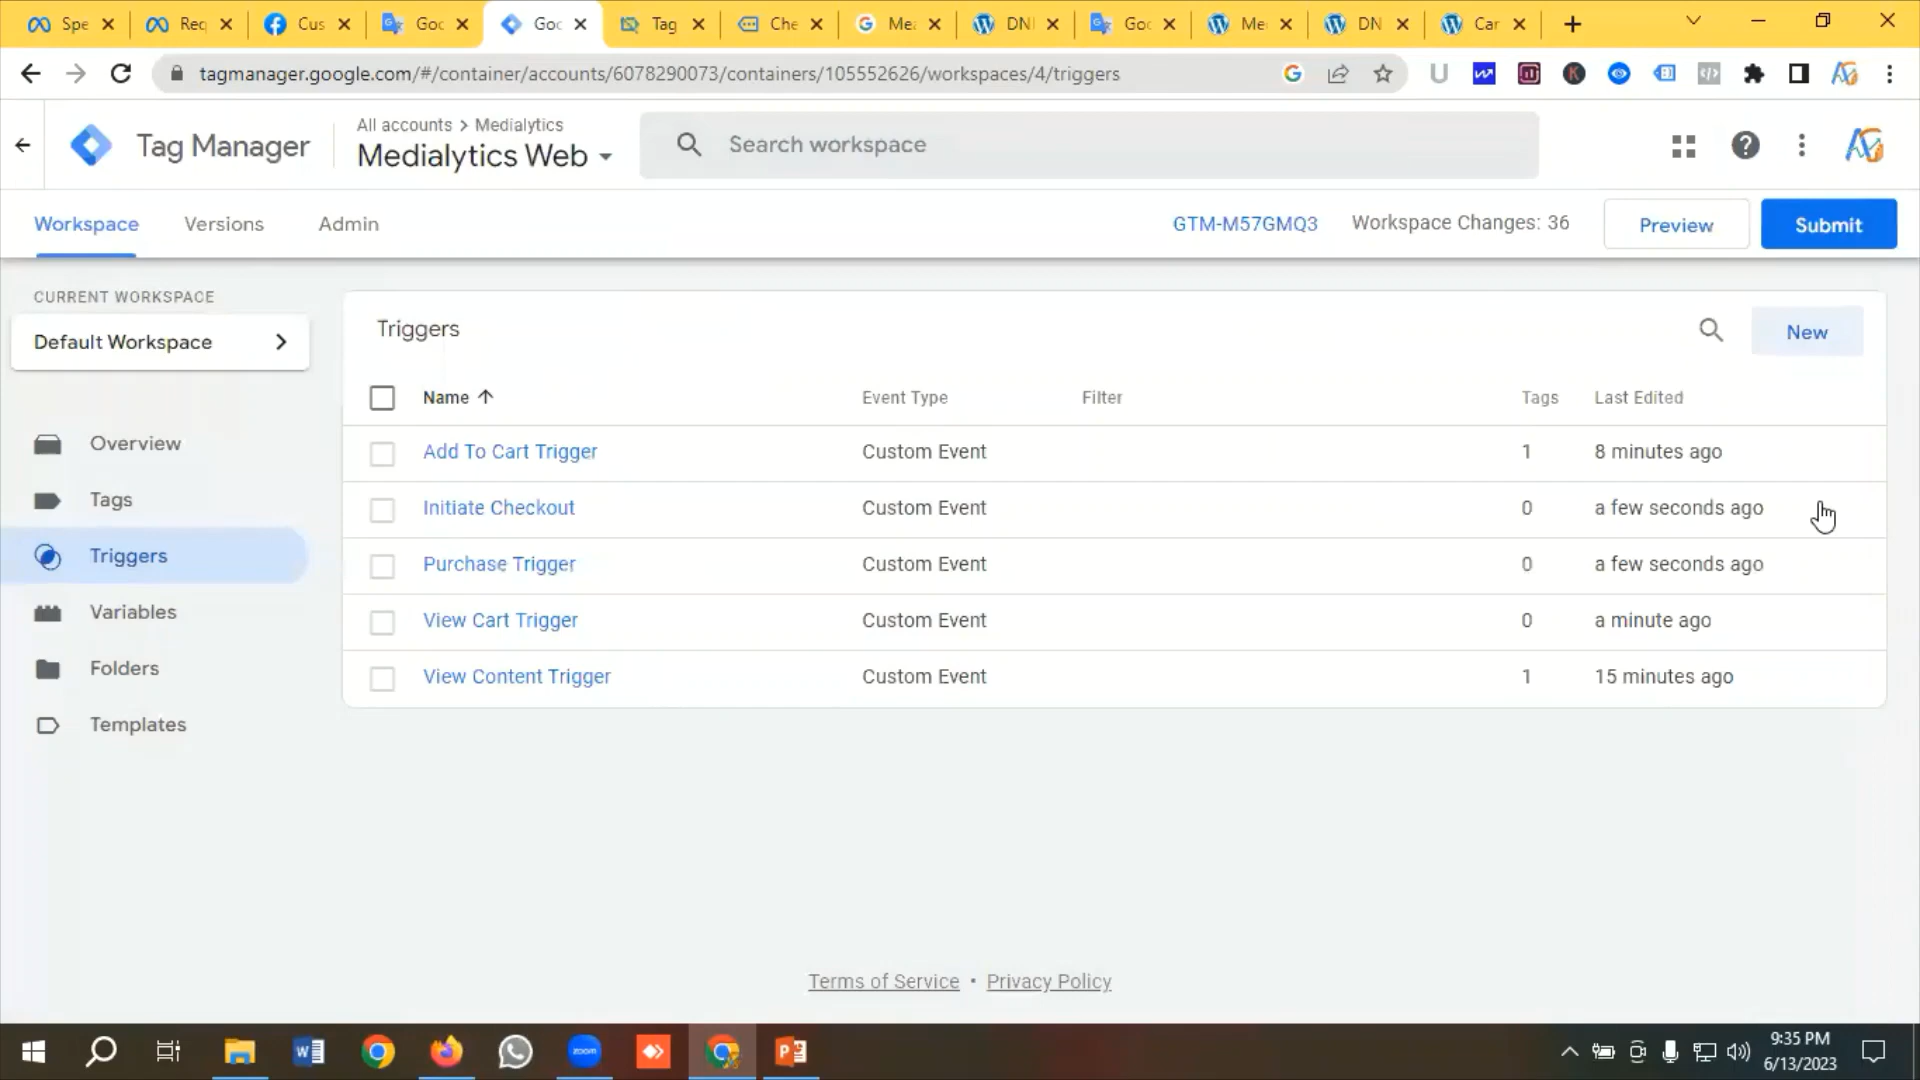 Spe
Req
Cus
Goc
Goc
Tag
Che
Mea
DN
Goc
Me
DN
Car
tagmanager.google.com/#/container/accounts/6078290073/containers/105552626/workspaces/4/triggers
Tag Manager
All accounts > Medialytics
Medialytics Web
Search workspace
Workspace
Versions
Admin
GTM-M57GMQ3
Workspace Changes: 36
Preview
Submit
CURRENT WORKSPACE
Default Workspace
Overview
Tags
Triggers
Variables
Folders
Templates
Triggers
New
Name
Event Type
Filter
Tags
Last Edited
Add To Cart Trigger
Custom Event
1
8 minutes ago
Initiate Checkout
Custom Event
0
a few seconds ago
Purchase Trigger
Custom Event
0
a few seconds ago
View Cart Trigger
Custom Event
0
a minute ago
View Content Trigger
Custom Event
1
15 minutes ago
Terms of Service • Privacy Policy
zoom
9:35 PM
6/13/2023